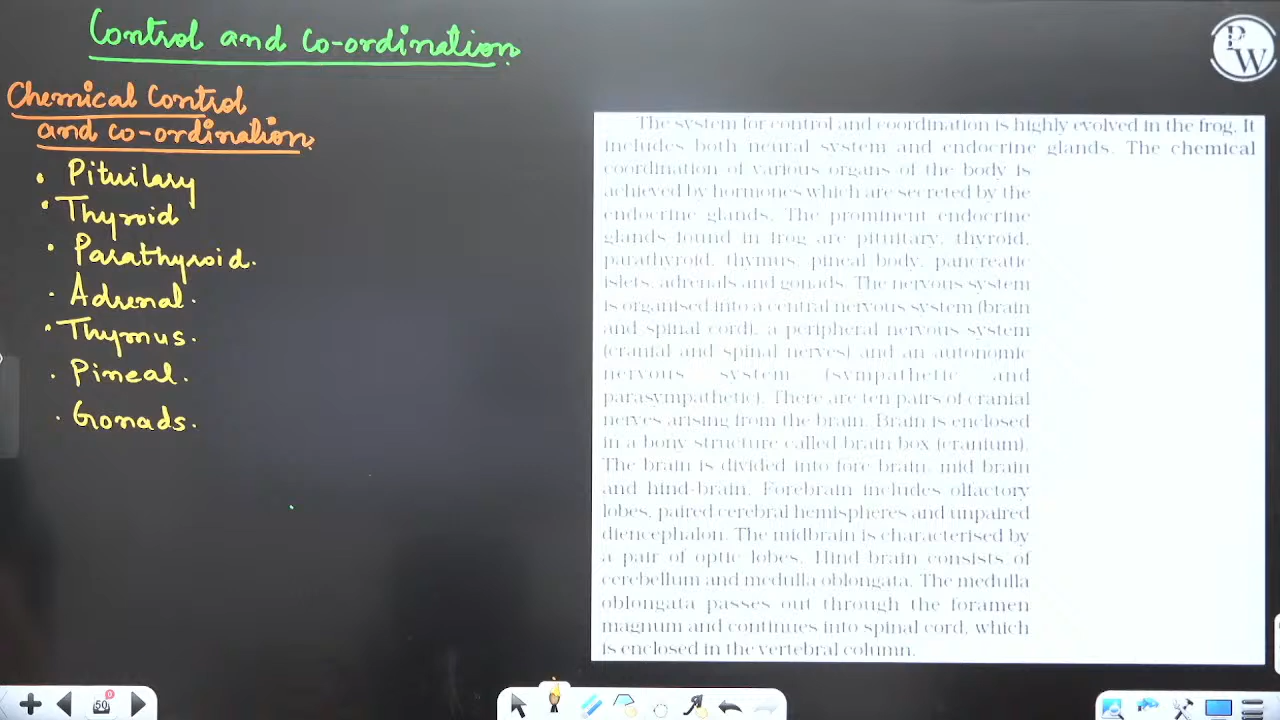 Control and Co-ordination
Chemical Control
and co-ordination.
• Pituilary
• Thyroid
• Parathyroid.
• Adrenal.
• Thymus.
• Pineal.
• Gonads.
PW
The system for control and coordination is highly evolved in the frog. It
includes both neural system and endocrine glands. The chemical
coordination of various organs of the body is
achieved by hormones which are secreted by the
endocrine glands. The prominent endocrine
glands found in frog are pituitary, thyroid,
parathyroid, thymus, pineal body, pancreatic
islets, adrenals and gonads. The nervous system
is organised into a central nervous system (brain
and spinal cord), a peripheral nervous system
(cranial and spinal nerves) and an autonomic
nervous system (sympathetic and
parasympathetic). There are ten pairs of cranial
nerves arising from the brain. Brain is enclosed
in a bony structure called brain box (cranium).
The brain is divided into fore brain, mid brain
and hind-brain. Forebrain includes olfactory
lobes, paired cerebral hemispheres and unpaired
diencephalon. The midbrain is characterised by
a pair of optic lobes. Hind brain consists of
cerebellum and medulla oblongata. The medulla
oblongata passes out through the foramen
magnum and continues into spinal cord, which
is enclosed in the vertebral column.
50